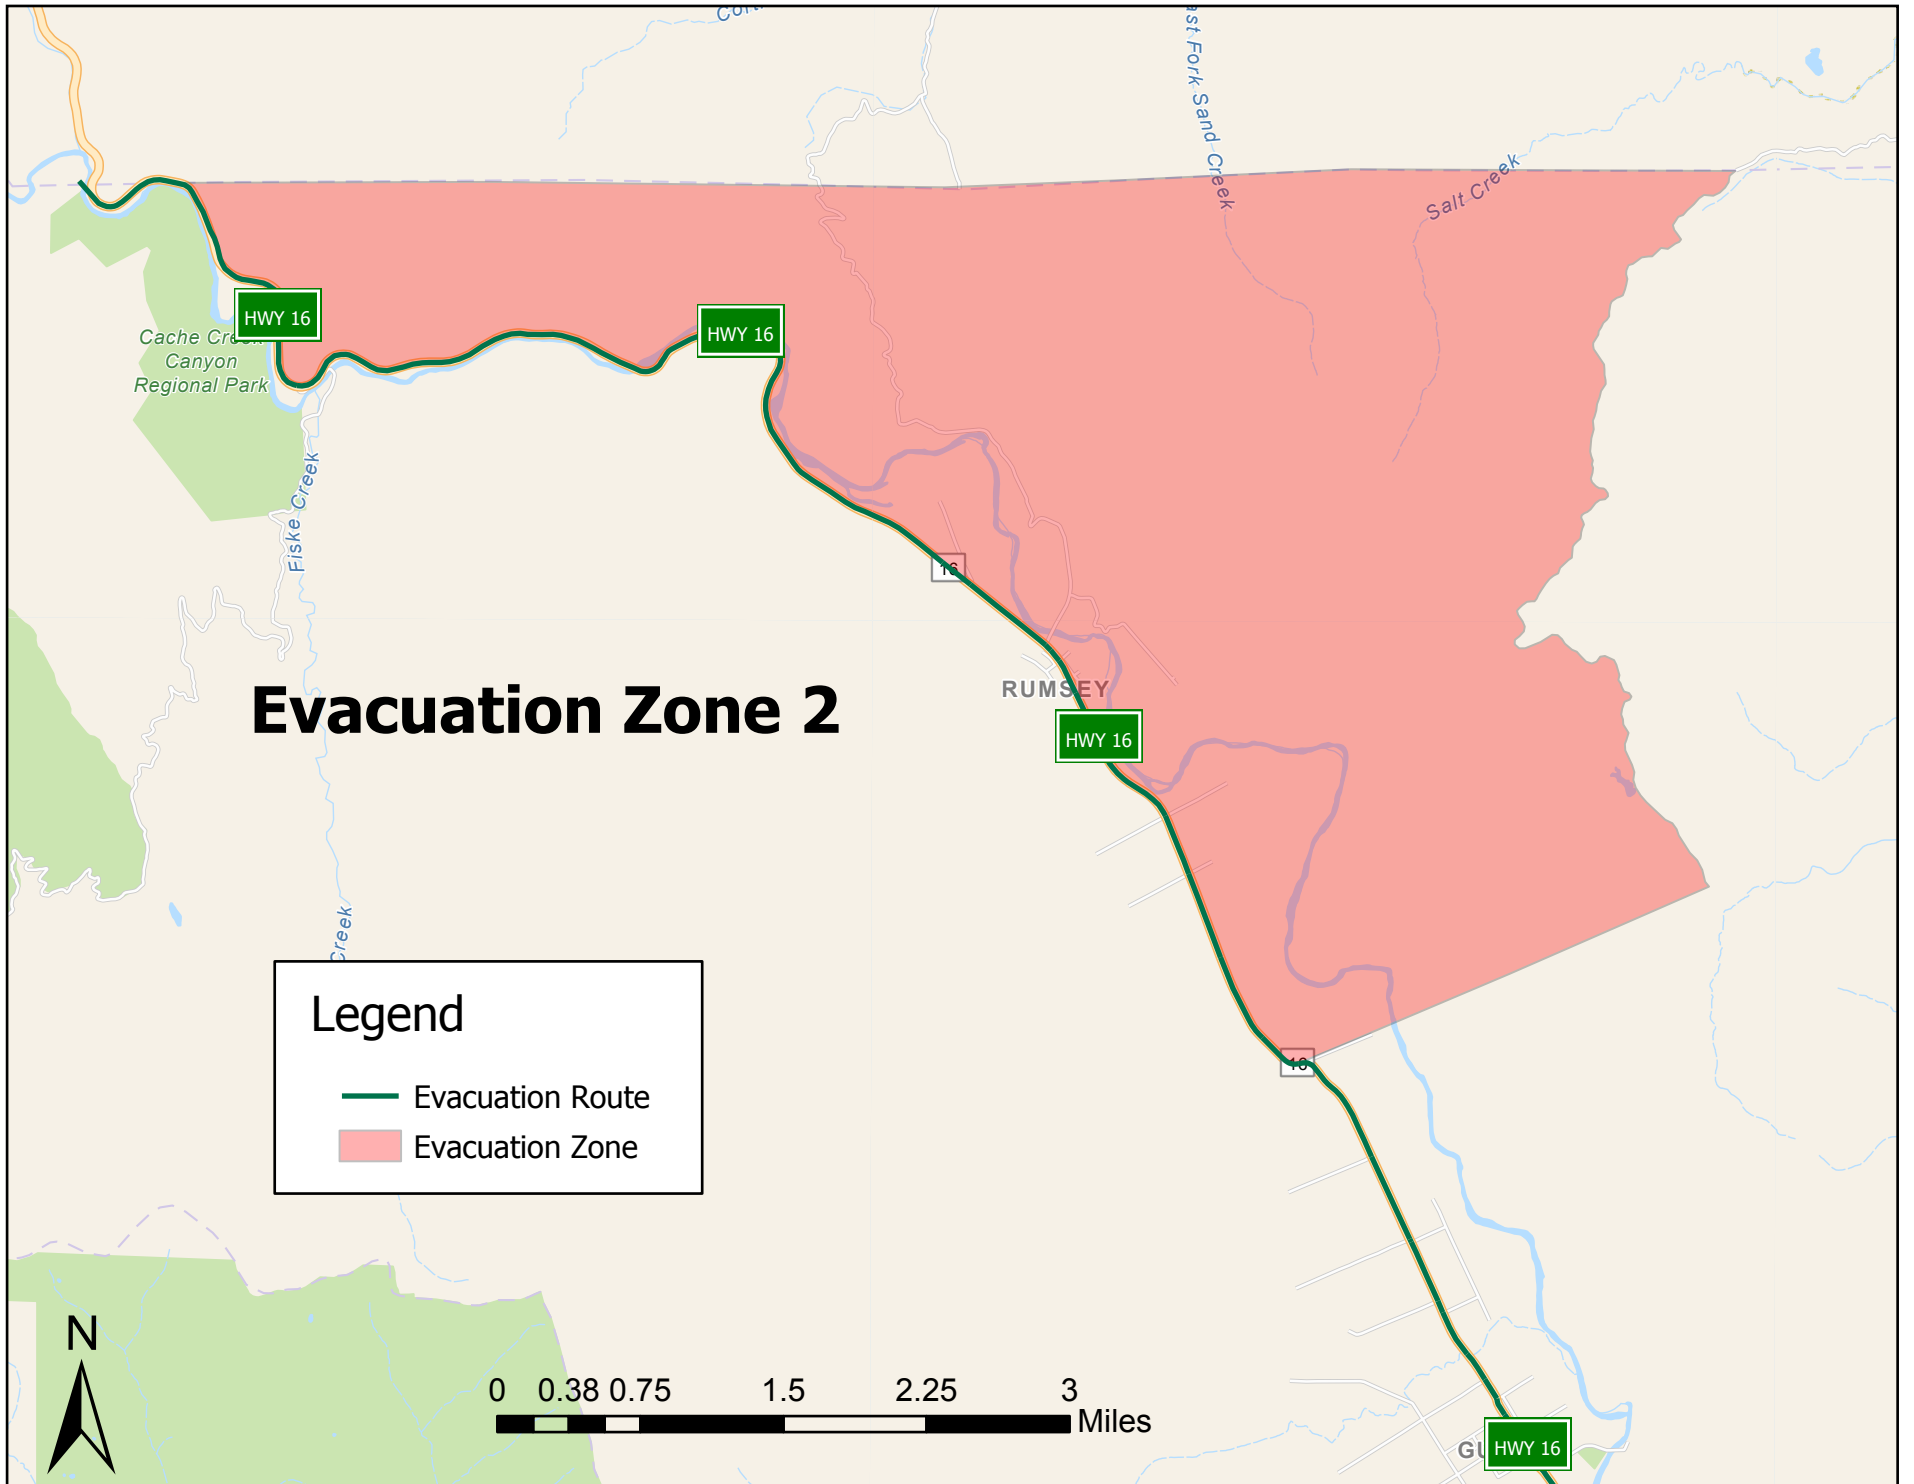 East Fork Sand Creek
Salt Creek
HWY 16
HWY 16
Cache Creek
Canyon
Regional Park
Fiske Creek
16
RUMSEY
Evacuation Zone 2
HWY 16
Creek
Legend
16
Evacuation Route
Evacuation Zone
N
0 0.38 0.75 1.5 2.25 3
Miles
GU
HWY 16